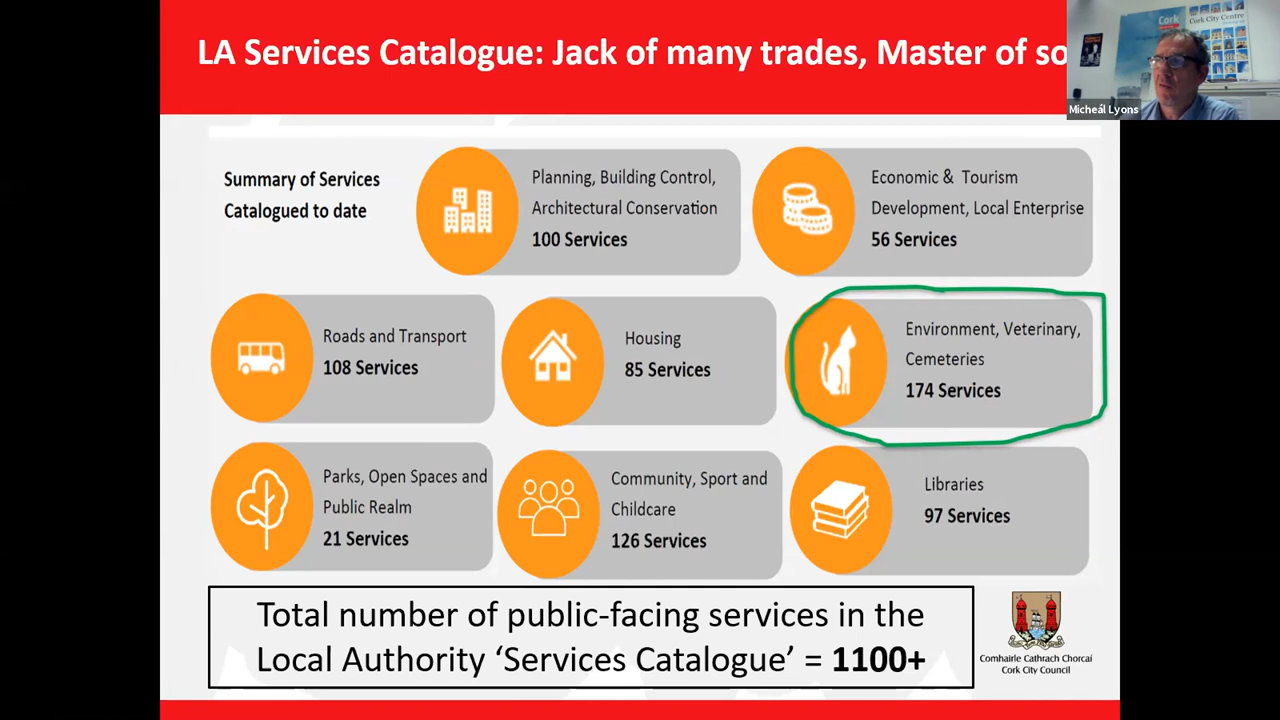 LA Services Catalogue: Jack of many trades, Master of so
Cork
Cork City Centre
Micheál Lyons
Summary of Services
Catalogued to date
Planning, Building Control,
Architectural Conservation
100 Services
Economic & Tourism
Development, Local Enterprise
56 Services
Roads and Transport
108 Services
Housing
85 Services
Environment, Veterinary,
Cemeteries
174 Services
Parks, Open Spaces and
Public Realm
21 Services
Community, Sport and
Childcare
126 Services
Libraries
97 Services
Total number of public-facing services in the
Local Authority ‘Services Catalogue’ = 1100+
Comhairle Cathrach Chorcaí
Cork City Council